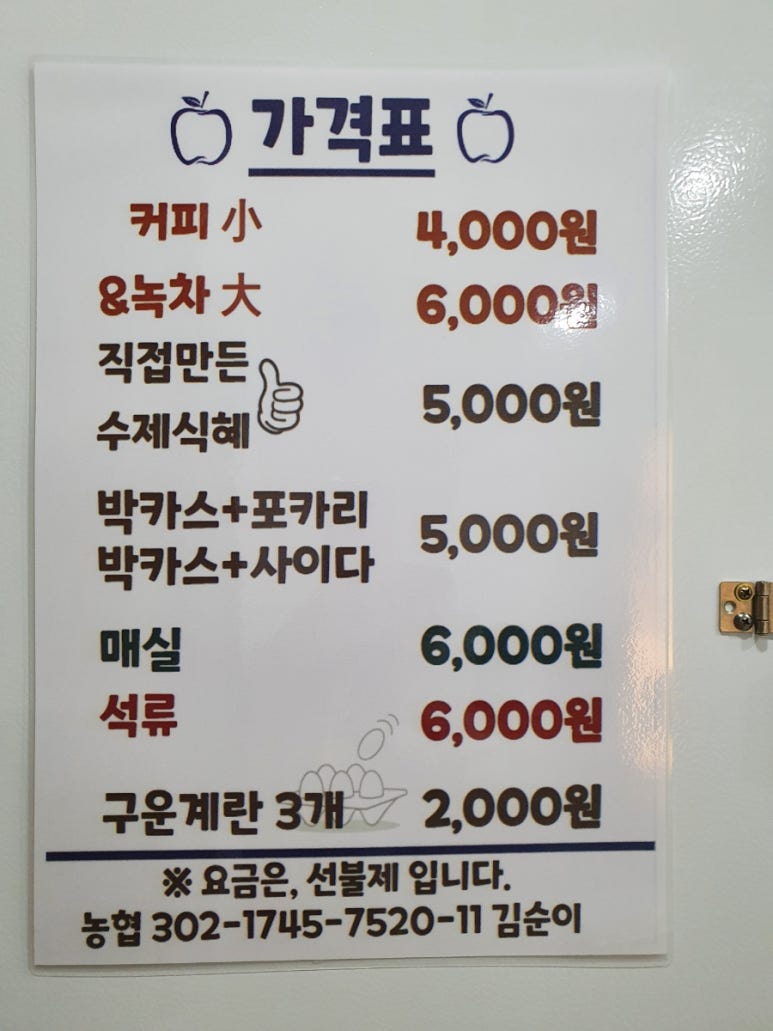 가격표
커피 小 4,000원
&녹차 大 6,000원
직접만든
수제식혜 5,000원
박카스+포카리
박카스+사이다 5,000원
매실 6,000원
석류 6,000원
구운계란 3개 2,000원
※ 요금은, 선불제 입니다.
농협 302-1745-7520-11 김순이